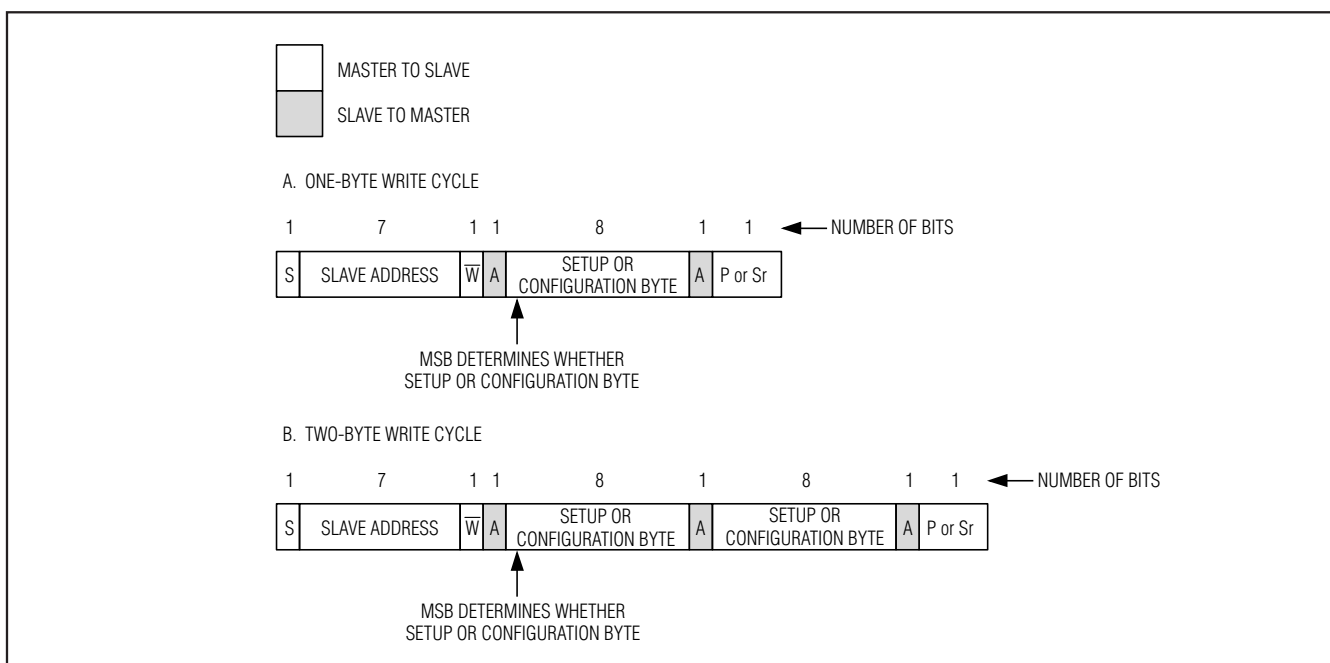 MASTER TO SLAVE
SLAVE TO MASTER
A. ONE-BYTE WRITE CYCLE
1 7 1 1 8 1 1 NUMBER OF BITS
S SLAVE ADDRESS W̅ A SETUP OR CONFIGURATION BYTE A P or Sr
MSB DETERMINES WHETHER
SETUP OR CONFIGURATION BYTE
B. TWO-BYTE WRITE CYCLE
1 7 1 1 8 1 8 1 1 NUMBER OF BITS
S SLAVE ADDRESS W̅ A SETUP OR CONFIGURATION BYTE A SETUP OR CONFIGURATION BYTE A P or Sr
MSB DETERMINES WHETHER
SETUP OR CONFIGURATION BYTE